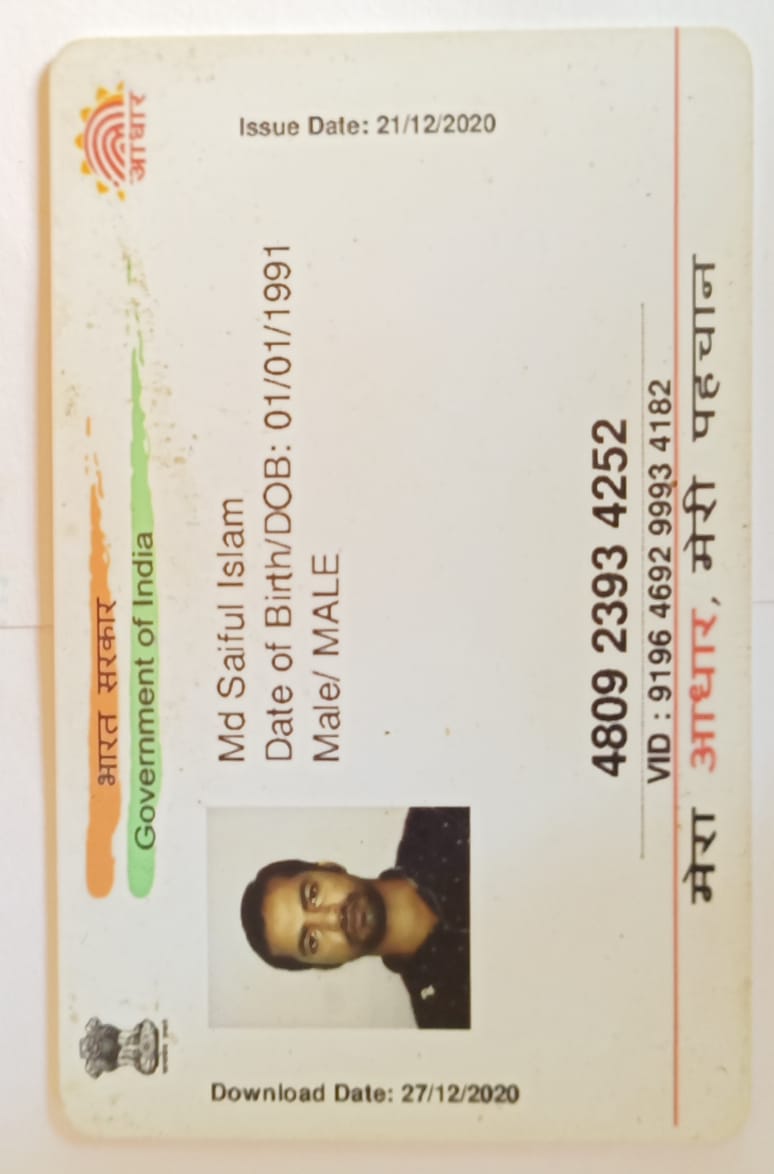 भारत सरकार
Government of India
आधार
Issue Date: 21/12/2020
Download Date: 27/12/2020
Md Saiful Islam
Date of Birth/DOB: 01/01/1991
Male/ MALE
4809 2393 4252
VID : 9196 4692 9993 4182
मेरा आधार, मेरी पहचान